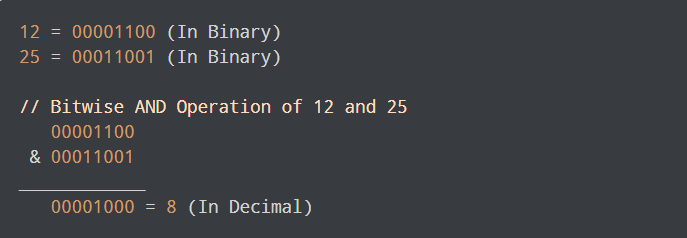 12 = 00001100 (In Binary)
25 = 00011001 (In Binary)
// Bitwise AND Operation of 12 and 25
00001100
& 00011001
____________
00001000 = 8 (In Decimal)